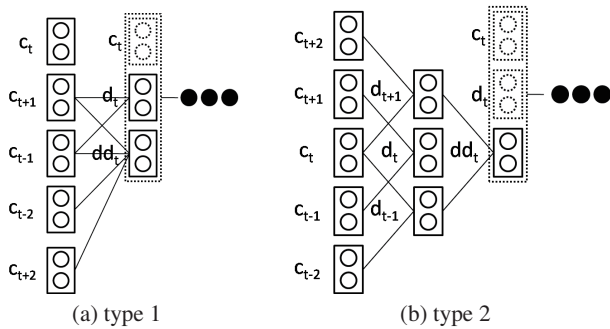 c_t
c_t
c_{t+1}
d_t
c_{t-1}
dd_t
c_{t-2}
c_{t+2}
(a) type 1
c_{t+2}
c_t
c_{t+1}
d_{t+1}
d_t
c_t
d_t
dd_t
c_{t-1}
d_{t-1}
c_{t-2}
(b) type 2